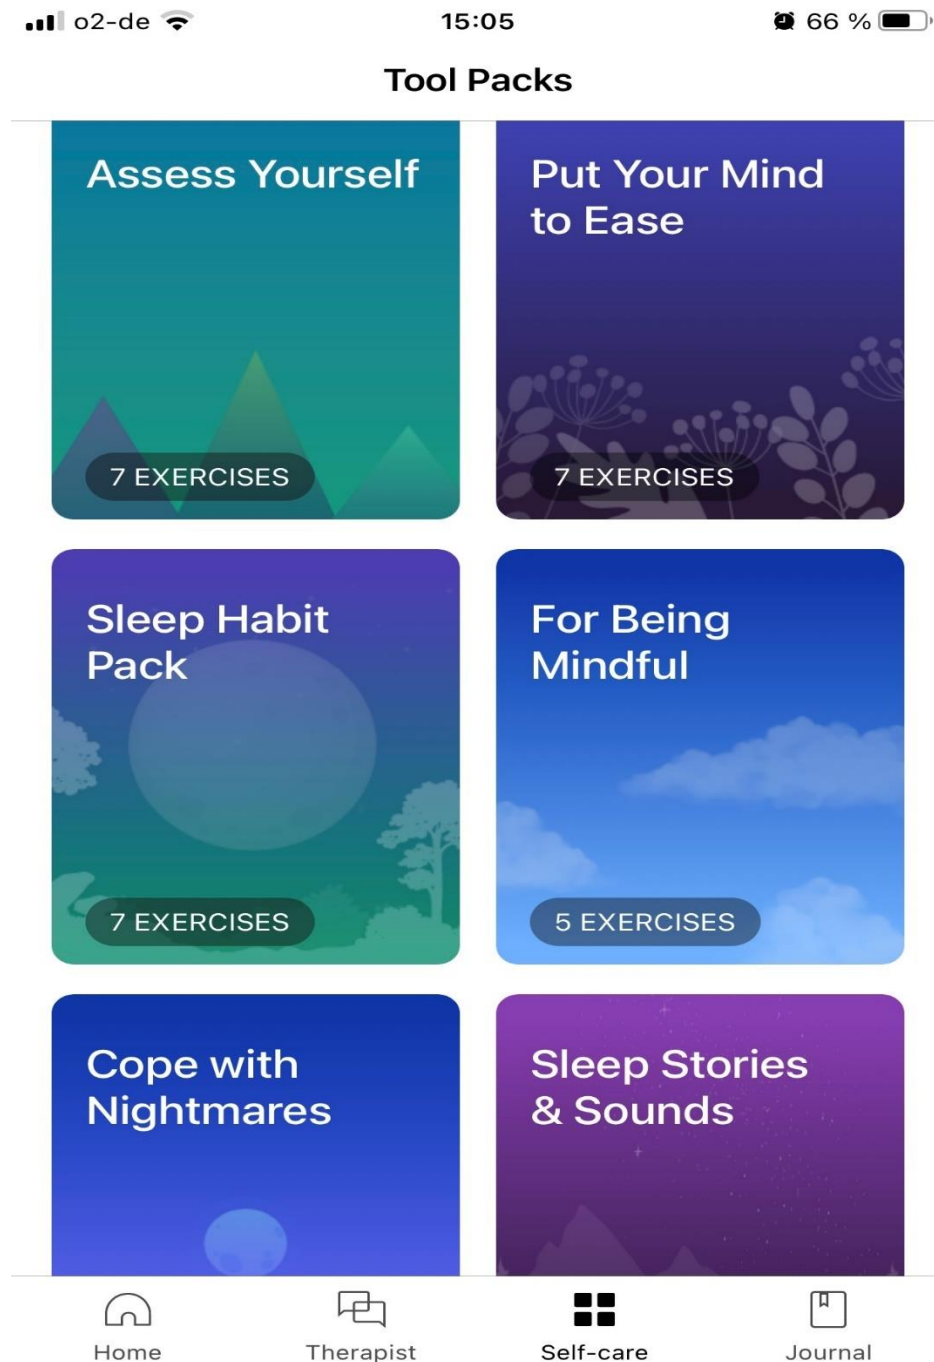 o2-de 15:05 66 %
Tool Packs
Assess Yourself
7 EXERCISES
Put Your Mind
to Ease
7 EXERCISES
Sleep Habit
Pack
7 EXERCISES
For Being
Mindful
5 EXERCISES
Cope with
Nightmares
Sleep Stories
& Sounds
Home Therapist Self-care Journal